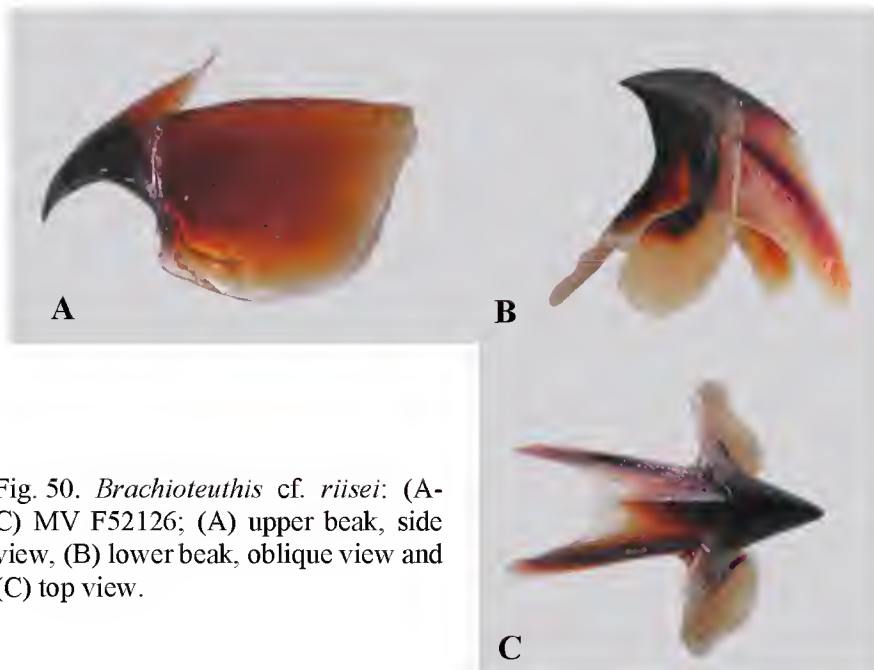 A
B
Fig. 50. Brachioteuthis cf. riisei: (A-
C) MV F52126; (A) upper beak, side
view, (B) lower beak, oblique view and
(C) top view.
C